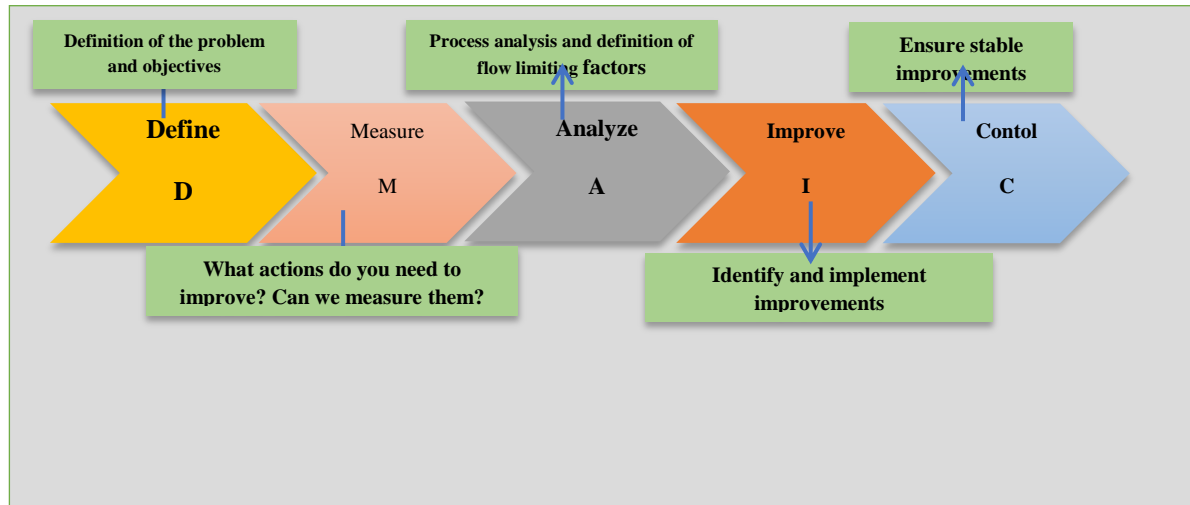 Definition of the problem
and objectives
Process analysis and definition of
flow limiting factors
Ensure stable
improvements
Define
D
Measure
M
Analyze
A
Improve
I
Contol
C
What actions do you need to
improve? Can we measure them?
Identify and implement
improvements